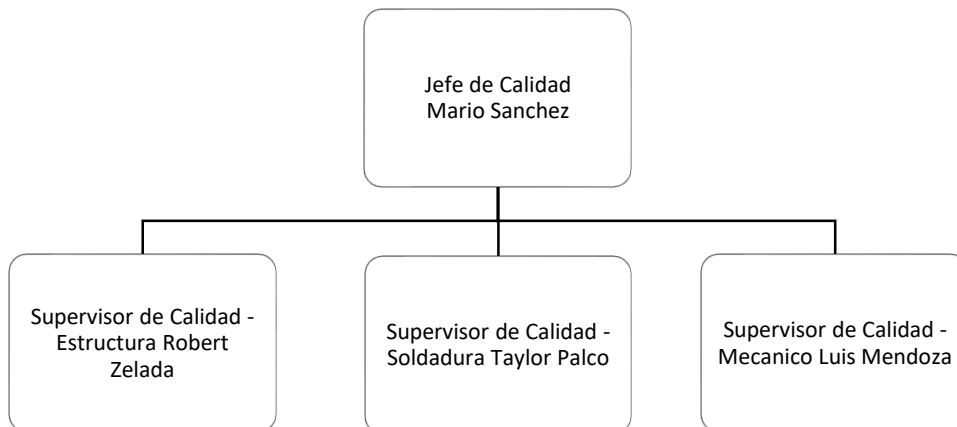 Jefe de Calidad
Mario Sanchez
Supervisor de Calidad -
Estructura Robert
Zelada
Supervisor de Calidad -
Soldadura Taylor Palco
Supervisor de Calidad -
Mecanico Luis Mendoza